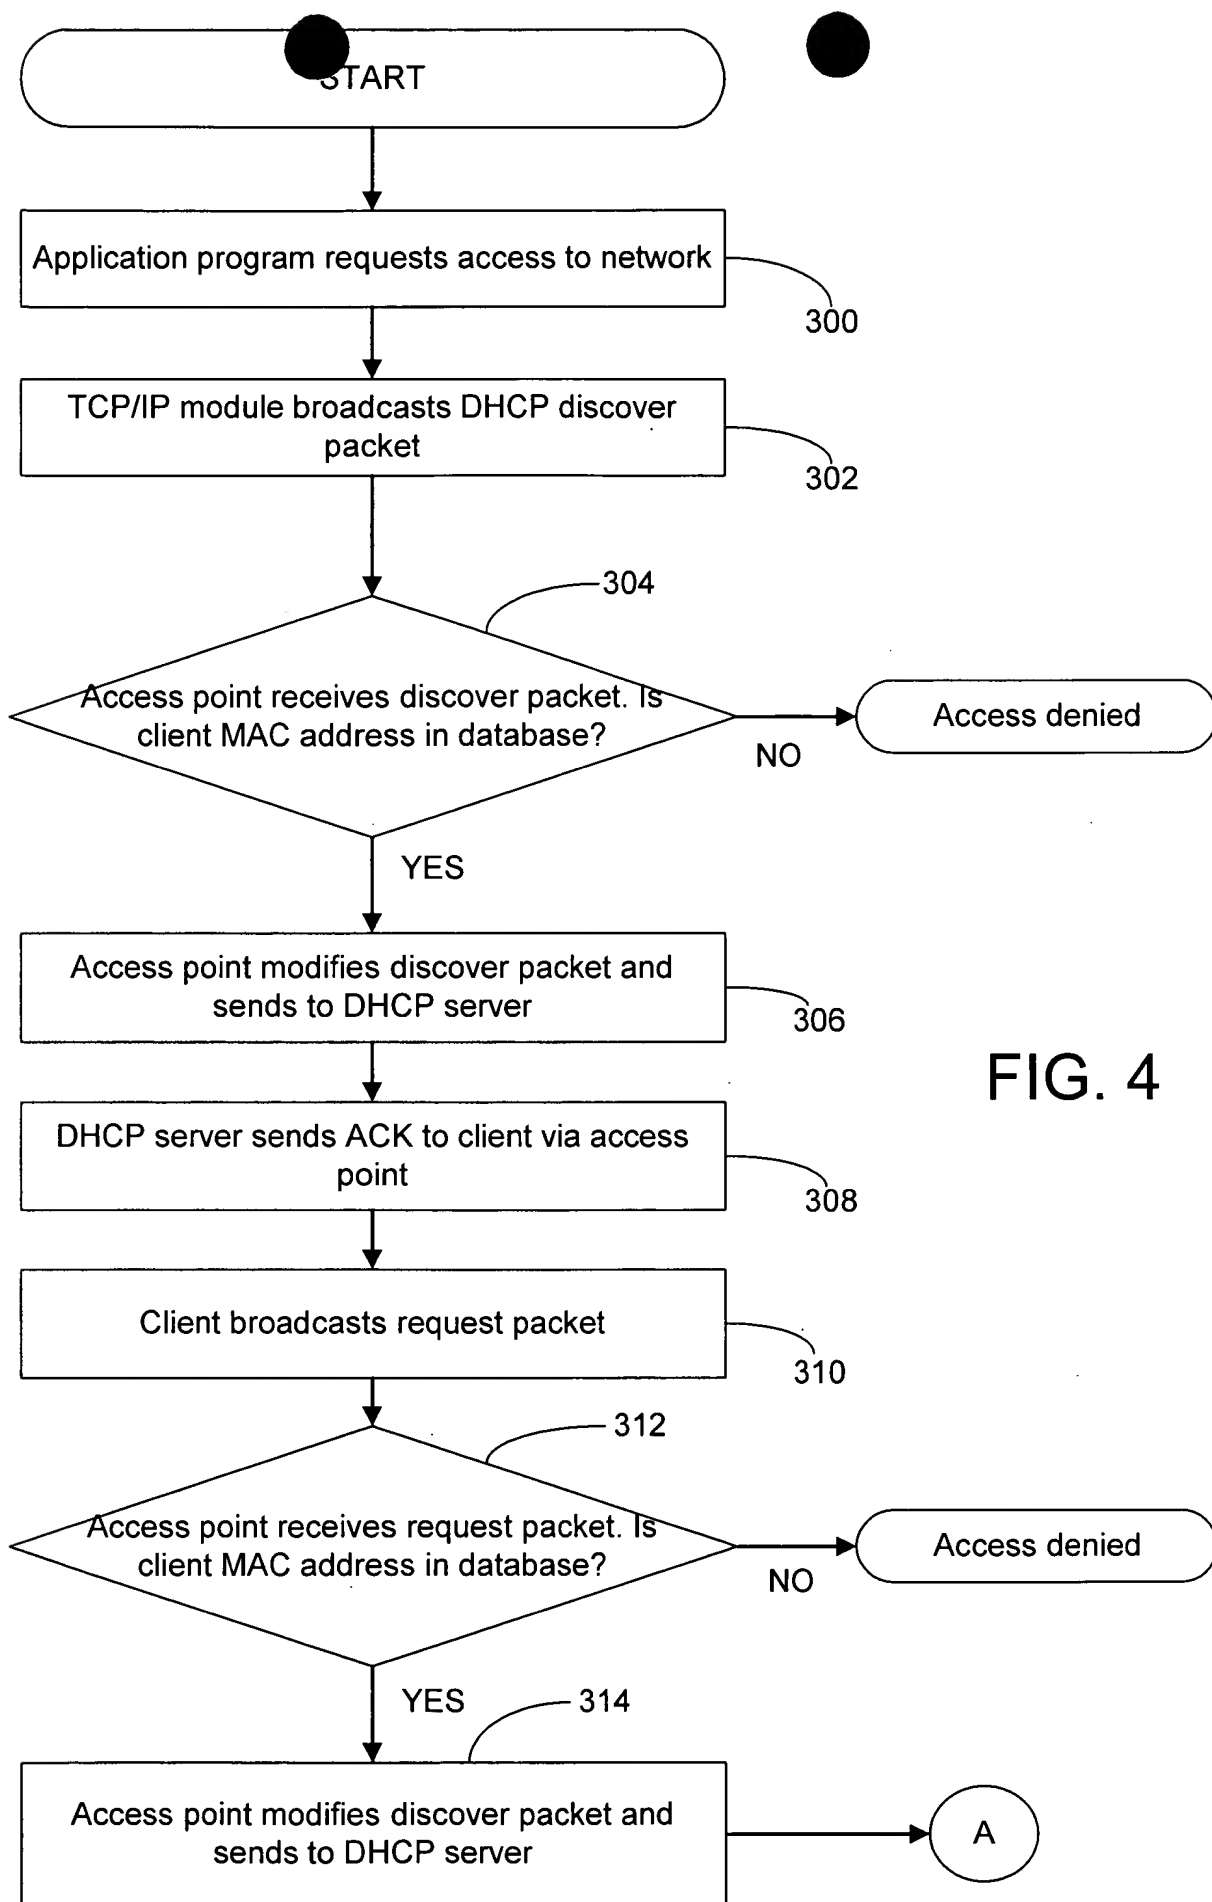 START
Application program requests access to network
300
TCP/IP module broadcasts DHCP discover
packet
302
304
Access point receives discover packet. Is
client MAC address in database?
NO
Access denied
YES
Access point modifies discover packet and
sends to DHCP server
306
FIG. 4
DHCP server sends ACK to client via access
point
308
Client broadcasts request packet
310
312
Access point receives request packet. Is
client MAC address in database?
NO
Access denied
YES
314
Access point modifies discover packet and
sends to DHCP server
A